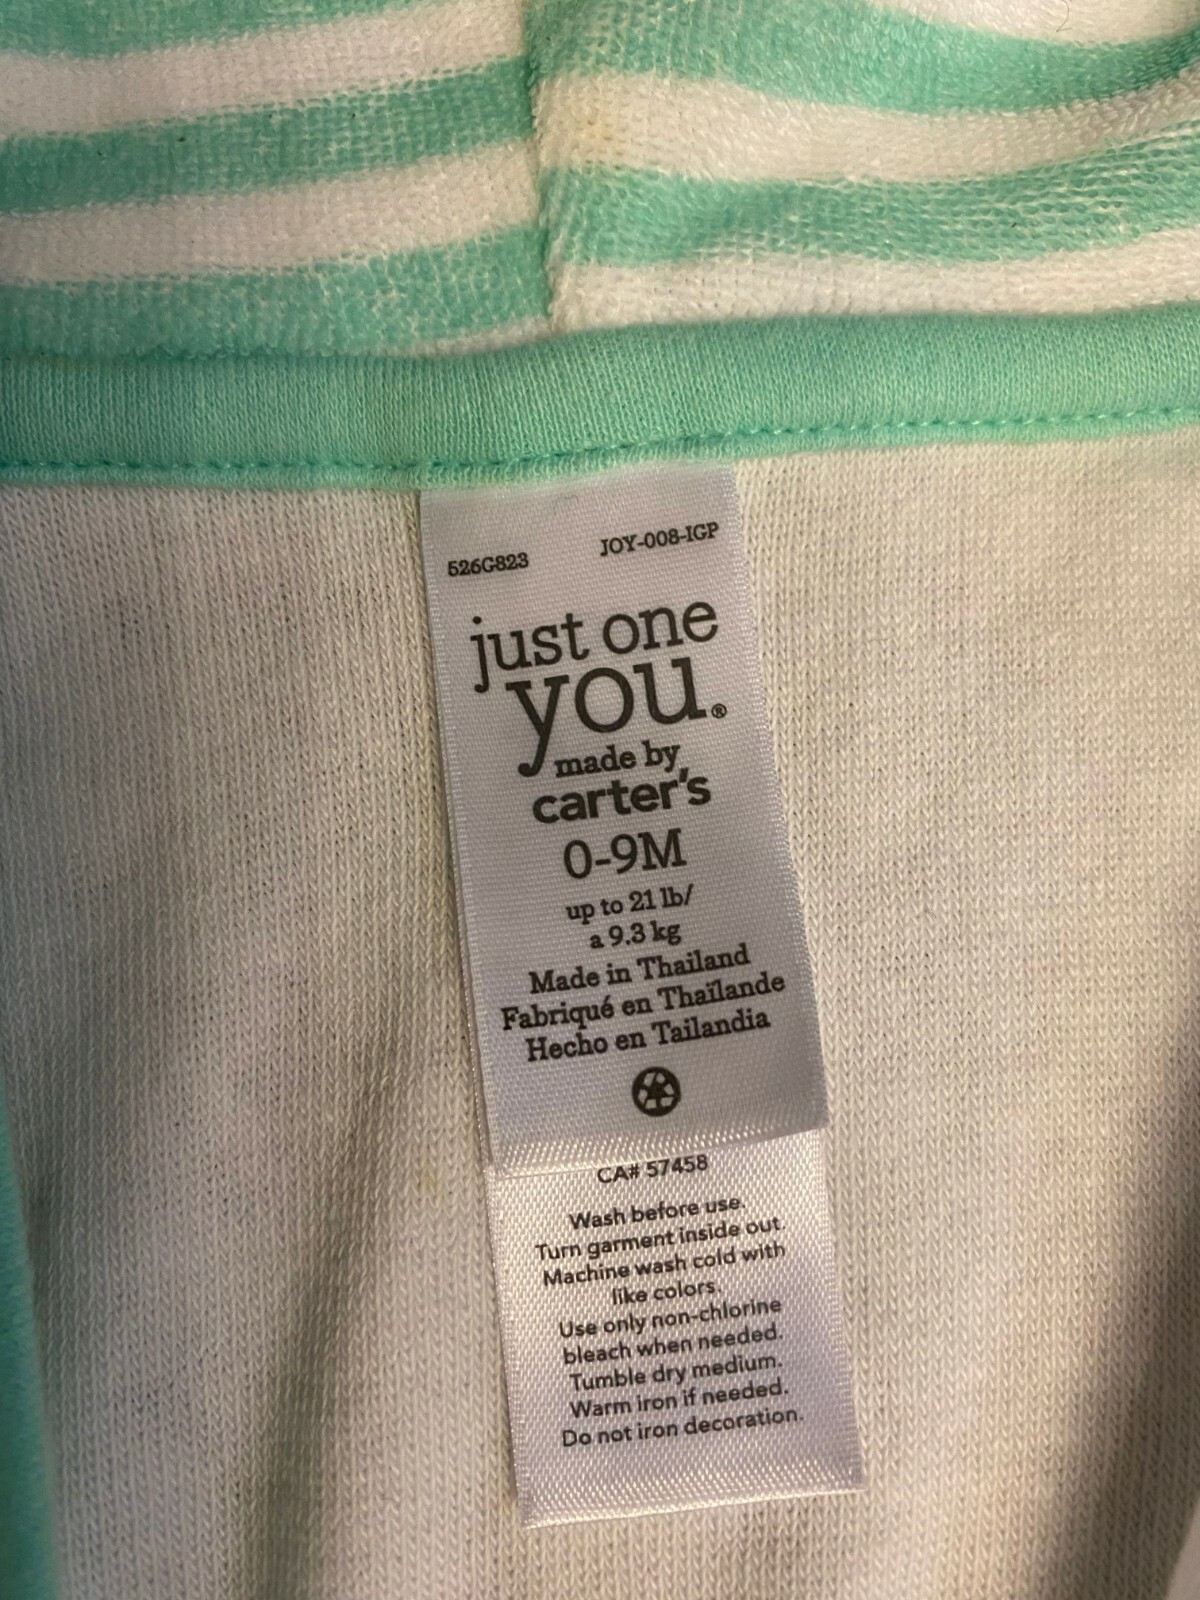 526G823 JOY-008-IGP
just one
you.®
made by
carter's
0-9M
up to 21 lb/
a 9.3 kg
Made in Thailand
Fabriqué en Thaïlande
Hecho en Tailandia
CA# 57458
Wash before use.
Turn garment inside out.
Machine wash cold with
like colors.
Use only non-chlorine
bleach when needed.
Tumble dry medium.
Warm iron if needed.
Do not iron decoration.